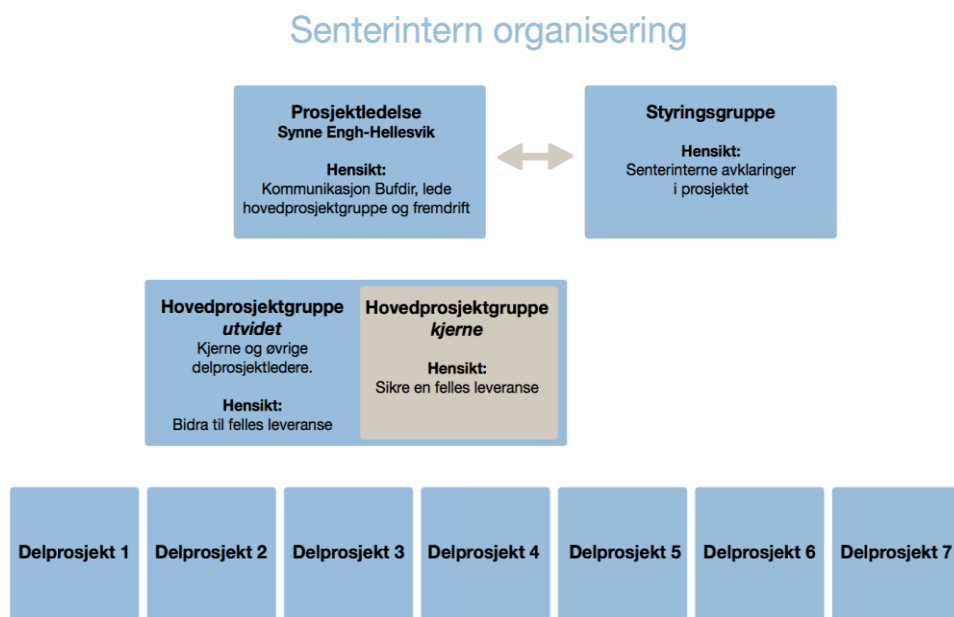 Senterintern organisering
Prosjektledelse
Synne Engh-Hellesvik
Hensikt:
Kommunikasjon Bufdir, lede
hovedprosjektgruppe og fremdrift
Styringsgruppe
Hensikt:
Senterinterne avklaringer
i prosjektet
Hovedprosjektgruppe
utvidet
Kjerne og øvrige
delprosjektledere.
Hensikt:
Bidra til felles leveranse
Hovedprosjektgruppe
kjerne
Hensikt:
Sikre en felles leveranse
Delprosjekt 1
Delprosjekt 2
Delprosjekt 3
Delprosjekt 4
Delprosjekt 5
Delprosjekt 6
Delprosjekt 7